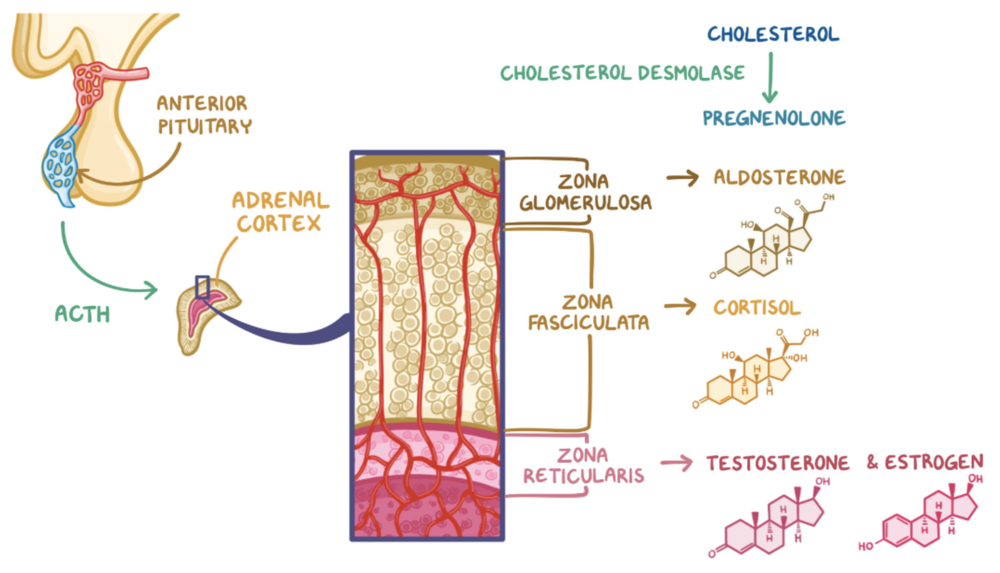 CHOLESTEROL
CHOLESTEROL DESMOLASE
PREGNENOLONE
ANTERIOR
PITUITARY
ADRENAL
CORTEX
ACTH
ZONA
GLOMERULOSA
ALDOSTERONE
OH
O
O
HO
H
H
H
O
ZONA
FASCICULATA
CORTISOL
O
OH
HO
OH
H
H
H
O
ZONA
RETICULARIS
TESTOSTERONE & ESTROGEN
OH
H
H
H
O
OH
H
H
H
HO